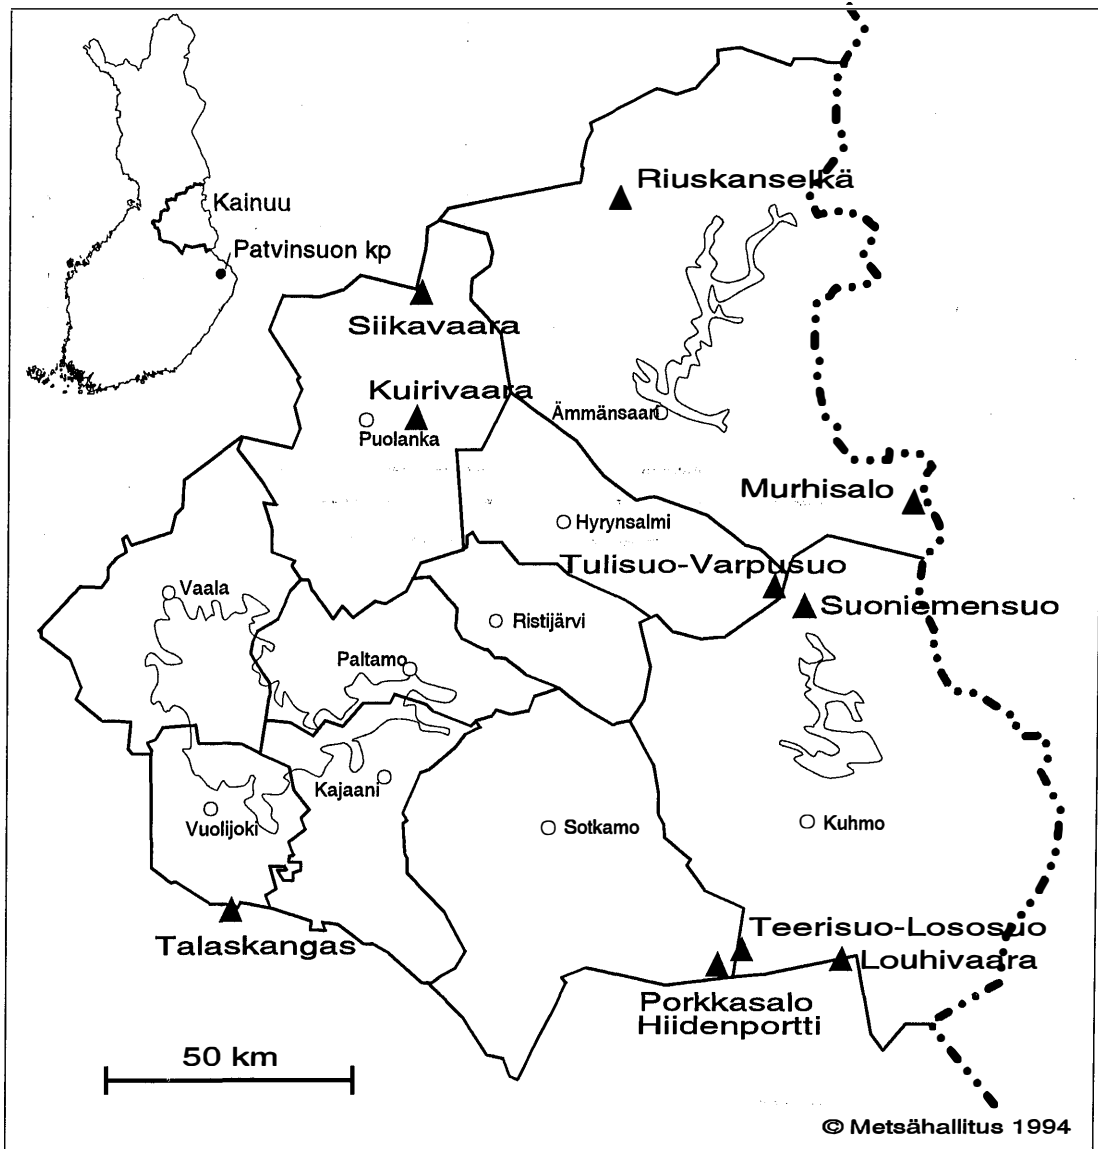 Riuskanselkä
Kainuu
Patvinsuon kp
Siikavaara
Kuirivaara
Ämmänsaari
Puolanka
Murhisalo
Hyrynsalmi
Tulisuo-Varpusuo
Vaala
Suoniemensuo
Ristijärvi
Paltamo
Kajaani
Vuolijoki
Sotkamo
Kuhmo
Teerisuo-Lososuo
Talaskangas
Louhivaara
Porkkasalo
Hiidenportti
50 km
© Metsähallitus 1994